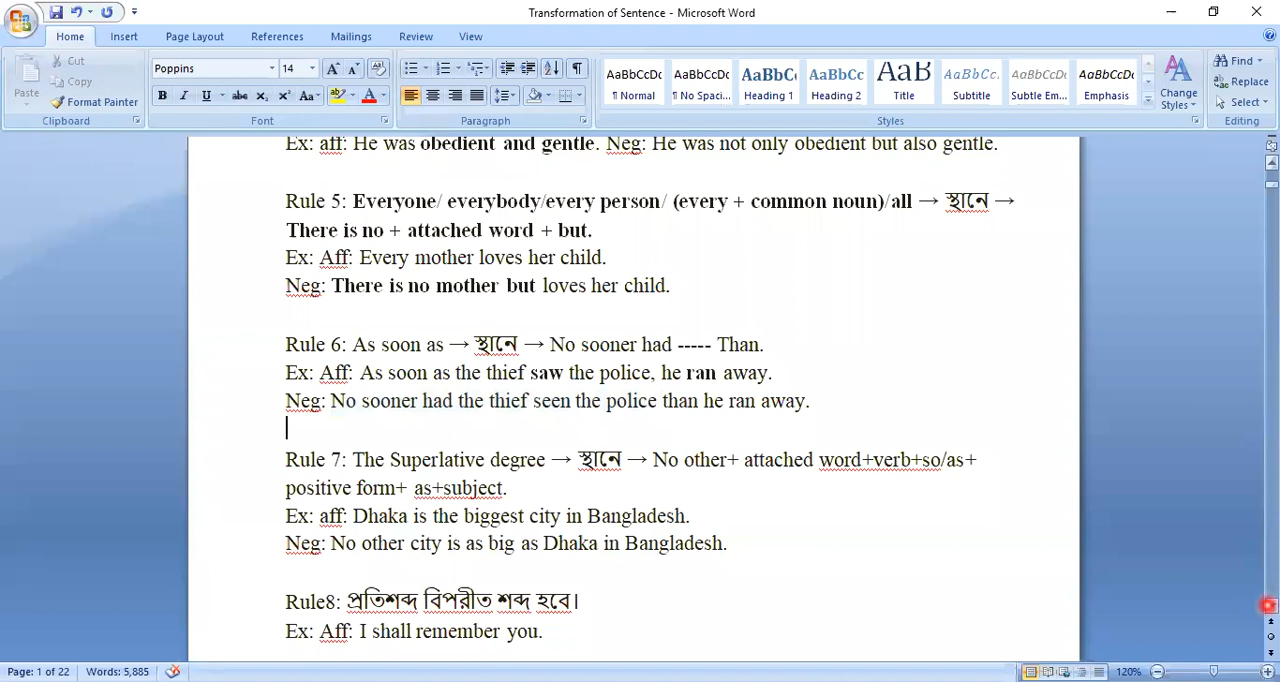 Transformation of Sentence - Microsoft Word
Home Insert Page Layout References Mailings Review View
Paste
Cut
Copy
Format Painter
Clipboard
Poppins 14
Font
Paragraph
AaBbCcDc AaBbCcDc AaBbC AaBbCc AaB AaBbCc. AaBbCcDc AaBbCcDc
¶ Normal ¶ No Spaci... Heading 1 Heading 2 Title Subtitle Subtle Em... Emphasis
Change Styles
Styles
Find
Replace
Select
Editing
Ex: aff: He was obedient and gentle. Neg: He was not only obedient but also gentle.
Rule 5: Everyone/ everybody/every person/ (every + common noun)/all → স্থানে →
There is no + attached word + but.
Ex: Aff: Every mother loves her child.
Neg: There is no mother but loves her child.
Rule 6: As soon as → স্থানে → No sooner had ----- Than.
Ex: Aff: As soon as the thief saw the police, he ran away.
Neg: No sooner had the thief seen the police than he ran away.
Rule 7: The Superlative degree → স্থানে → No other+ attached word+verb+so/as+
positive form+ as+subject.
Ex: aff: Dhaka is the biggest city in Bangladesh.
Neg: No other city is as big as Dhaka in Bangladesh.
Rule8: প্রতিশব্দ বিপরীত শব্দ হবে।
Ex: Aff: I shall remember you.
Page: 1 of 22 Words: 5,885 120%